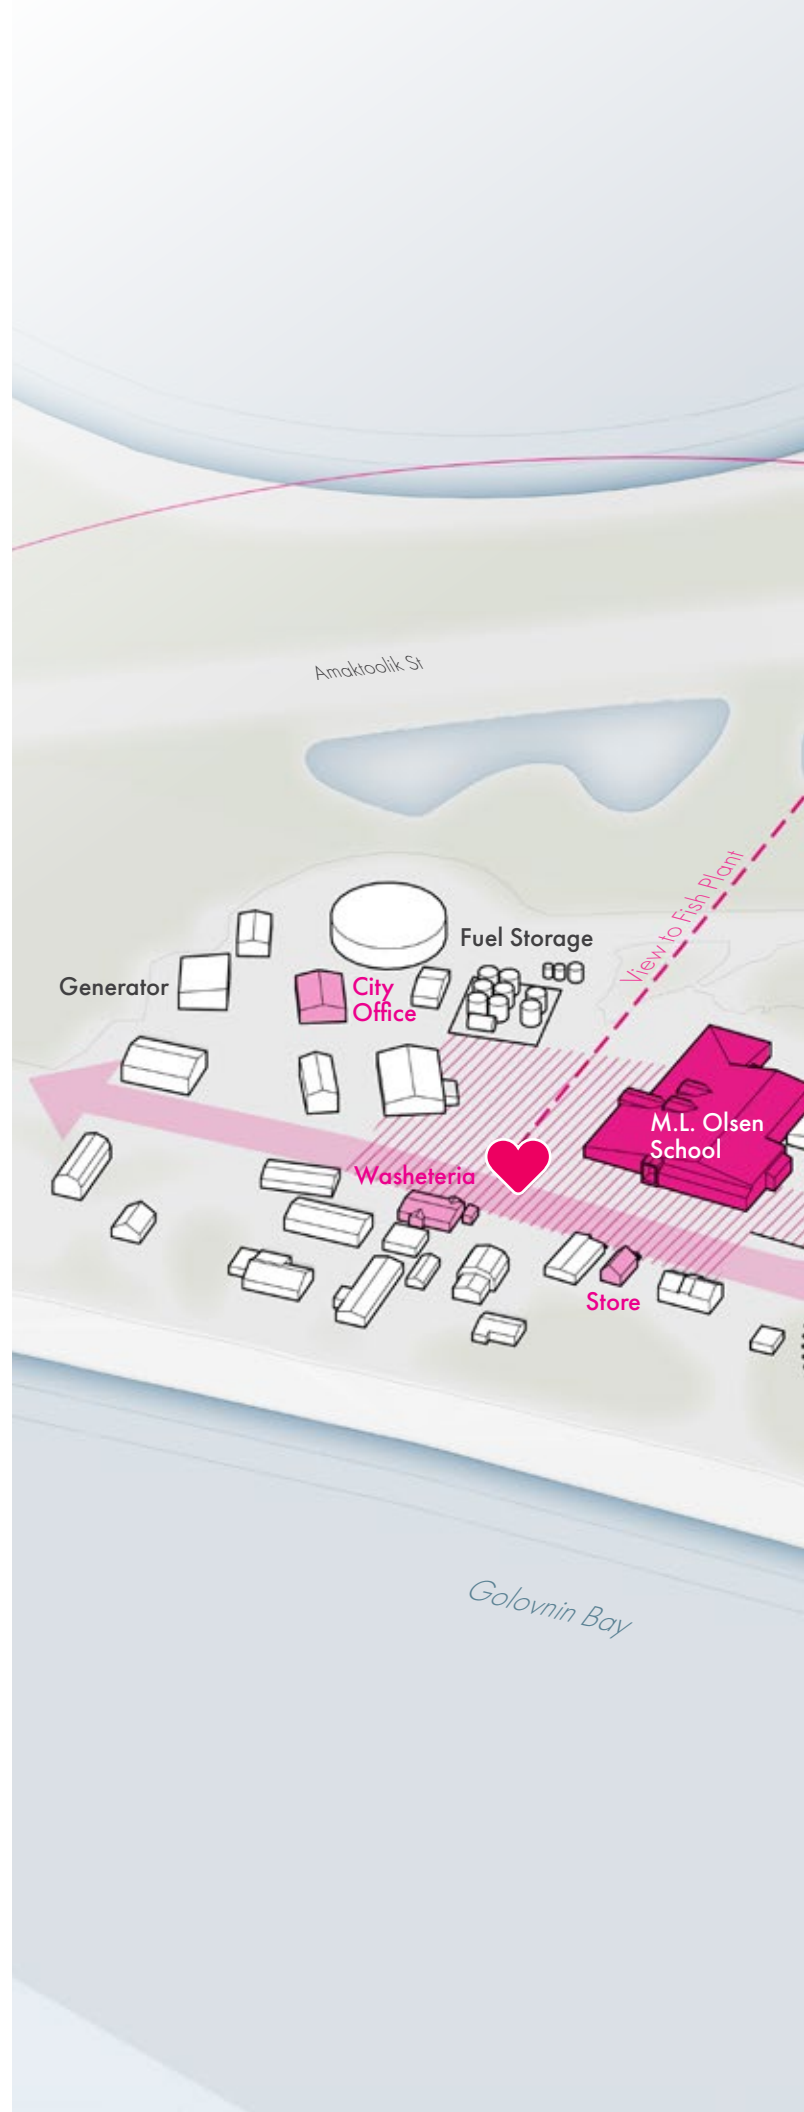 Amaktoolik St
View to Fish Plant
Fuel Storage
Generator
City
Office
M.L. Olsen
School
Washeteria
Store
Golovnin Bay